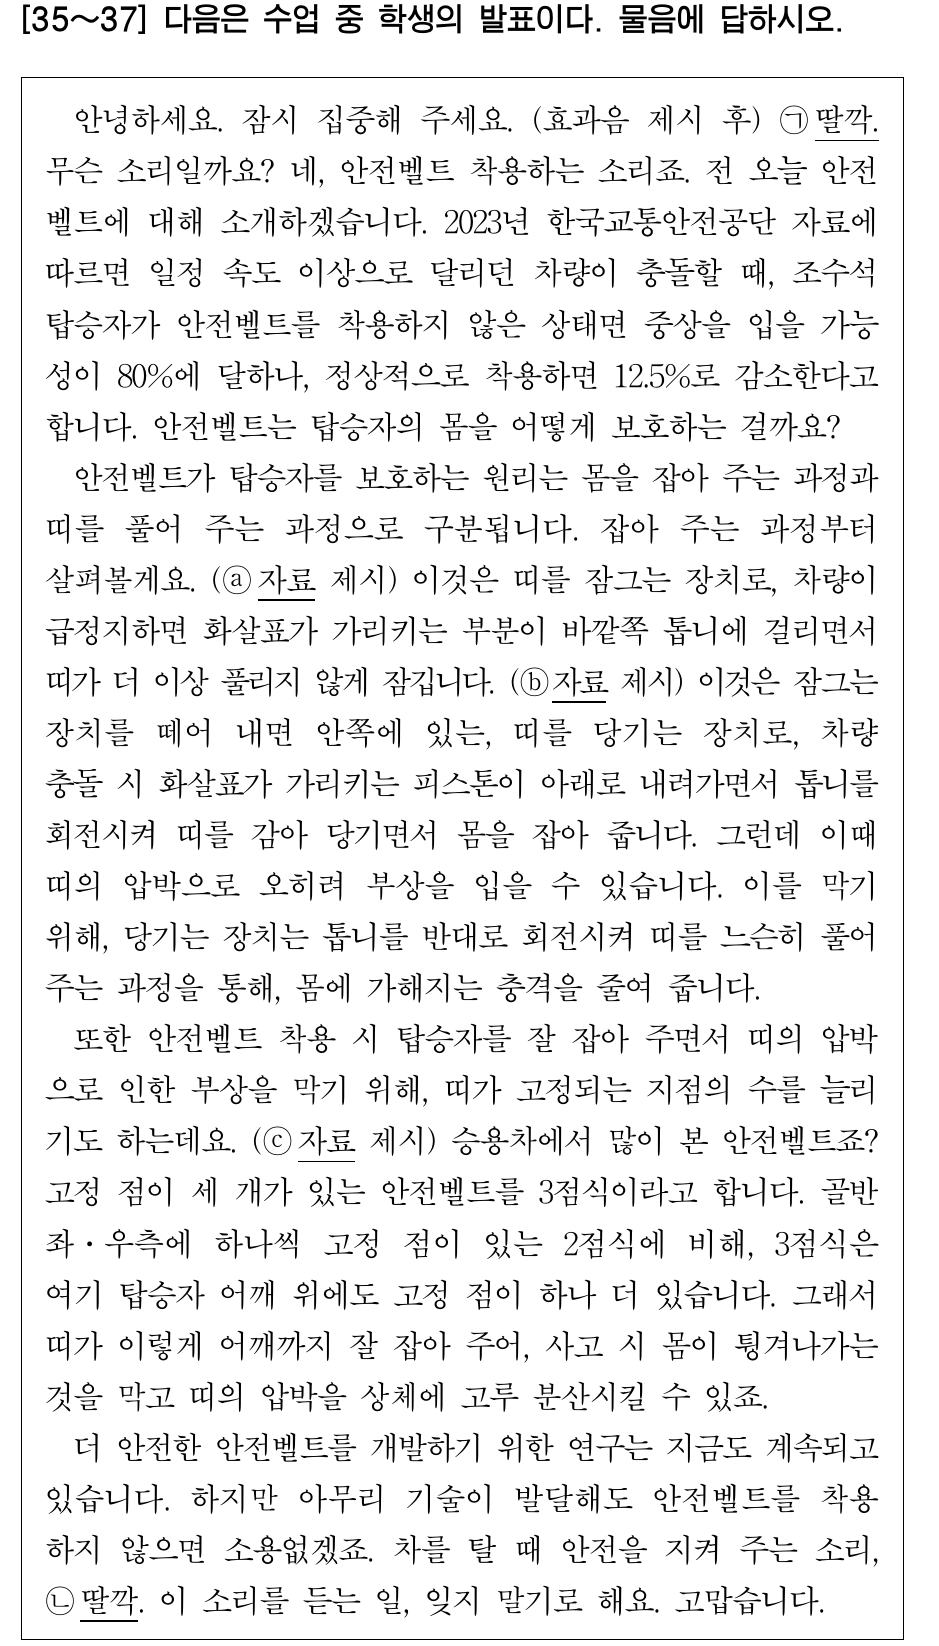 [35～37] 다음은 수업 중 학생의 발표이다. 물음에 답하시오.
안녕하세요. 잠시 집중해 주세요. (효과음 제시 후) ㉠딸깍.
무슨 소리일까요? 네, 안전벨트 착용하는 소리죠. 전 오늘 안전
벨트에 대해 소개하겠습니다. 2023년 한국교통안전공단 자료에
따르면 일정 속도 이상으로 달리던 차량이 충돌할 때, 조수석
탑승자가 안전벨트를 착용하지 않은 상태면 중상을 입을 가능
성이 80%에 달하나, 정상적으로 착용하면 12.5%로 감소한다고
합니다. 안전벨트는 탑승자의 몸을 어떻게 보호하는 걸까요?
안전벨트가 탑승자를 보호하는 원리는 몸을 잡아 주는 과정과
띠를 풀어 주는 과정으로 구분됩니다. 잡아 주는 과정부터
살펴볼게요. (ⓐ자료 제시) 이것은 띠를 잠그는 장치로, 차량이
급정지하면 화살표가 가리키는 부분이 바깥쪽 톱니에 걸리면서
띠가 더 이상 풀리지 않게 잠깁니다. (ⓑ자료 제시) 이것은 잠그는
장치를 떼어 내면 안쪽에 있는, 띠를 당기는 장치로, 차량
충돌 시 화살표가 가리키는 피스톤이 아래로 내려가면서 톱니를
회전시켜 띠를 감아 당기면서 몸을 잡아 줍니다. 그런데 이때
띠의 압박으로 오히려 부상을 입을 수 있습니다. 이를 막기
위해, 당기는 장치는 톱니를 반대로 회전시켜 띠를 느슨히 풀어
주는 과정을 통해, 몸에 가해지는 충격을 줄여 줍니다.
또한 안전벨트 착용 시 탑승자를 잘 잡아 주면서 띠의 압박
으로 인한 부상을 막기 위해, 띠가 고정되는 지점의 수를 늘리
기도 하는데요. (ⓒ자료 제시) 승용차에서 많이 본 안전벨트죠?
고정 점이 세 개가 있는 안전벨트를 3점식이라고 합니다. 골반
좌·우측에 하나씩 고정 점이 있는 2점식에 비해, 3점식은
여기 탑승자 어깨 위에도 고정 점이 하나 더 있습니다. 그래서
띠가 이렇게 어깨까지 잘 잡아 주어, 사고 시 몸이 튕겨나가는
것을 막고 띠의 압박을 상체에 고루 분산시킬 수 있죠.
더 안전한 안전벨트를 개발하기 위한 연구는 지금도 계속되고
있습니다. 하지만 아무리 기술이 발달해도 안전벨트를 착용
하지 않으면 소용없겠죠. 차를 탈 때 안전을 지켜 주는 소리,
㉡딸깍. 이 소리를 듣는 일, 잊지 말기로 해요. 고맙습니다.